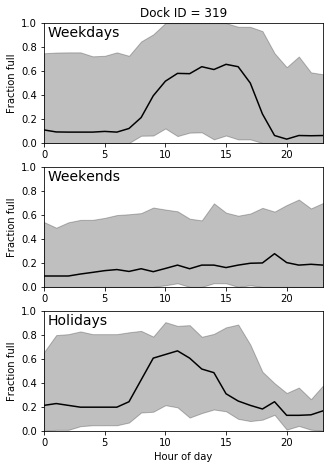 Dock ID = 319
Weekdays
Fraction full
1.0
0.8
0.6
0.4
0.2
0.0
0 5 10 15 20
Weekends
Fraction full
1.0
0.8
0.6
0.4
0.2
0.0
0 5 10 15 20
Holidays
Fraction full
1.0
0.8
0.6
0.4
0.2
0.0
0 5 10 15 20
Hour of day